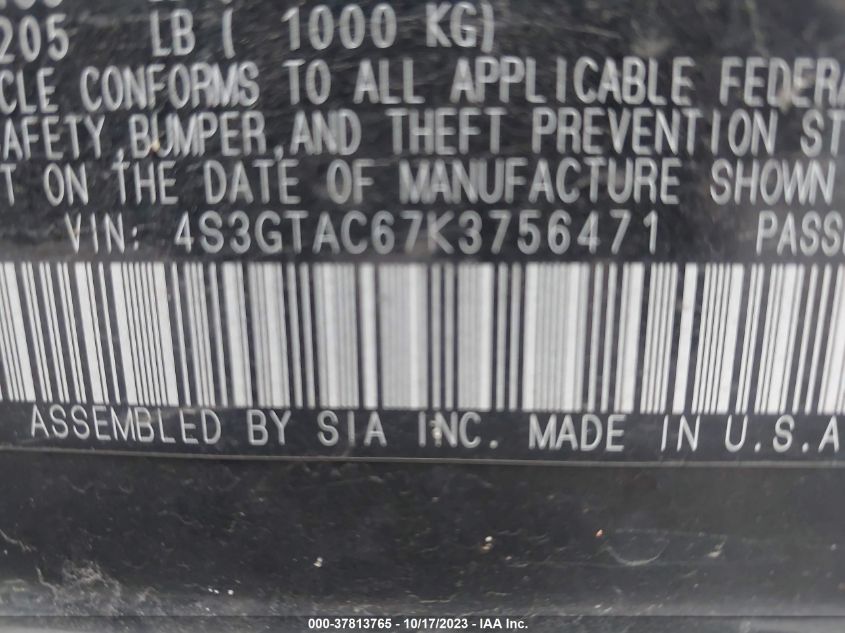 205 LB ( 1000 KG)
CLE CONFORMS TO ALL APPLICABLE FEDERA
SAFETY,BUMPER,AND THEFT PREVENTION ST
T ON THE DATE OF MANUFACTURE SHOWN
VIN: 4S3GTAC67K3756471 PASS
ASSEMBLED BY SIA INC. MADE IN U.S.A
000-37813765 - 10/17/2023 - IAA Inc.